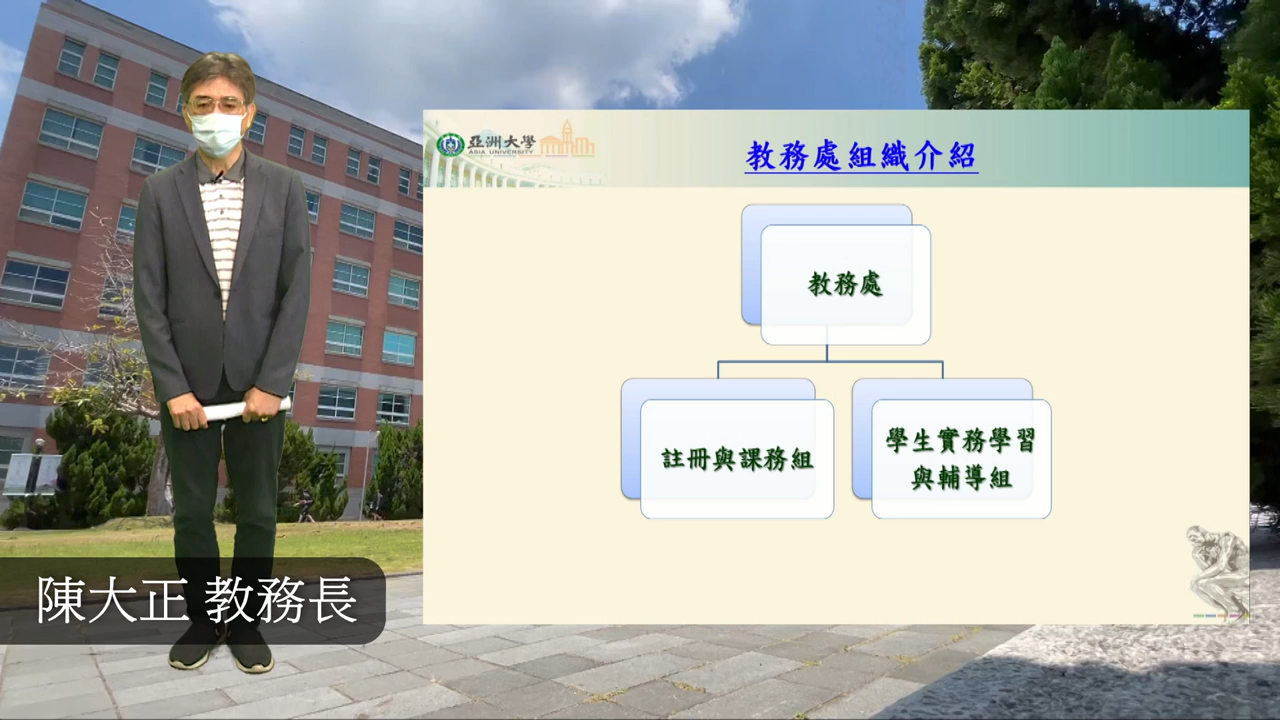 亞洲大學
ASIA UNIVERSITY
教務處組織介紹
教務處
註冊與課務組
學生實務學習
與輔導組
陳大正 教務長